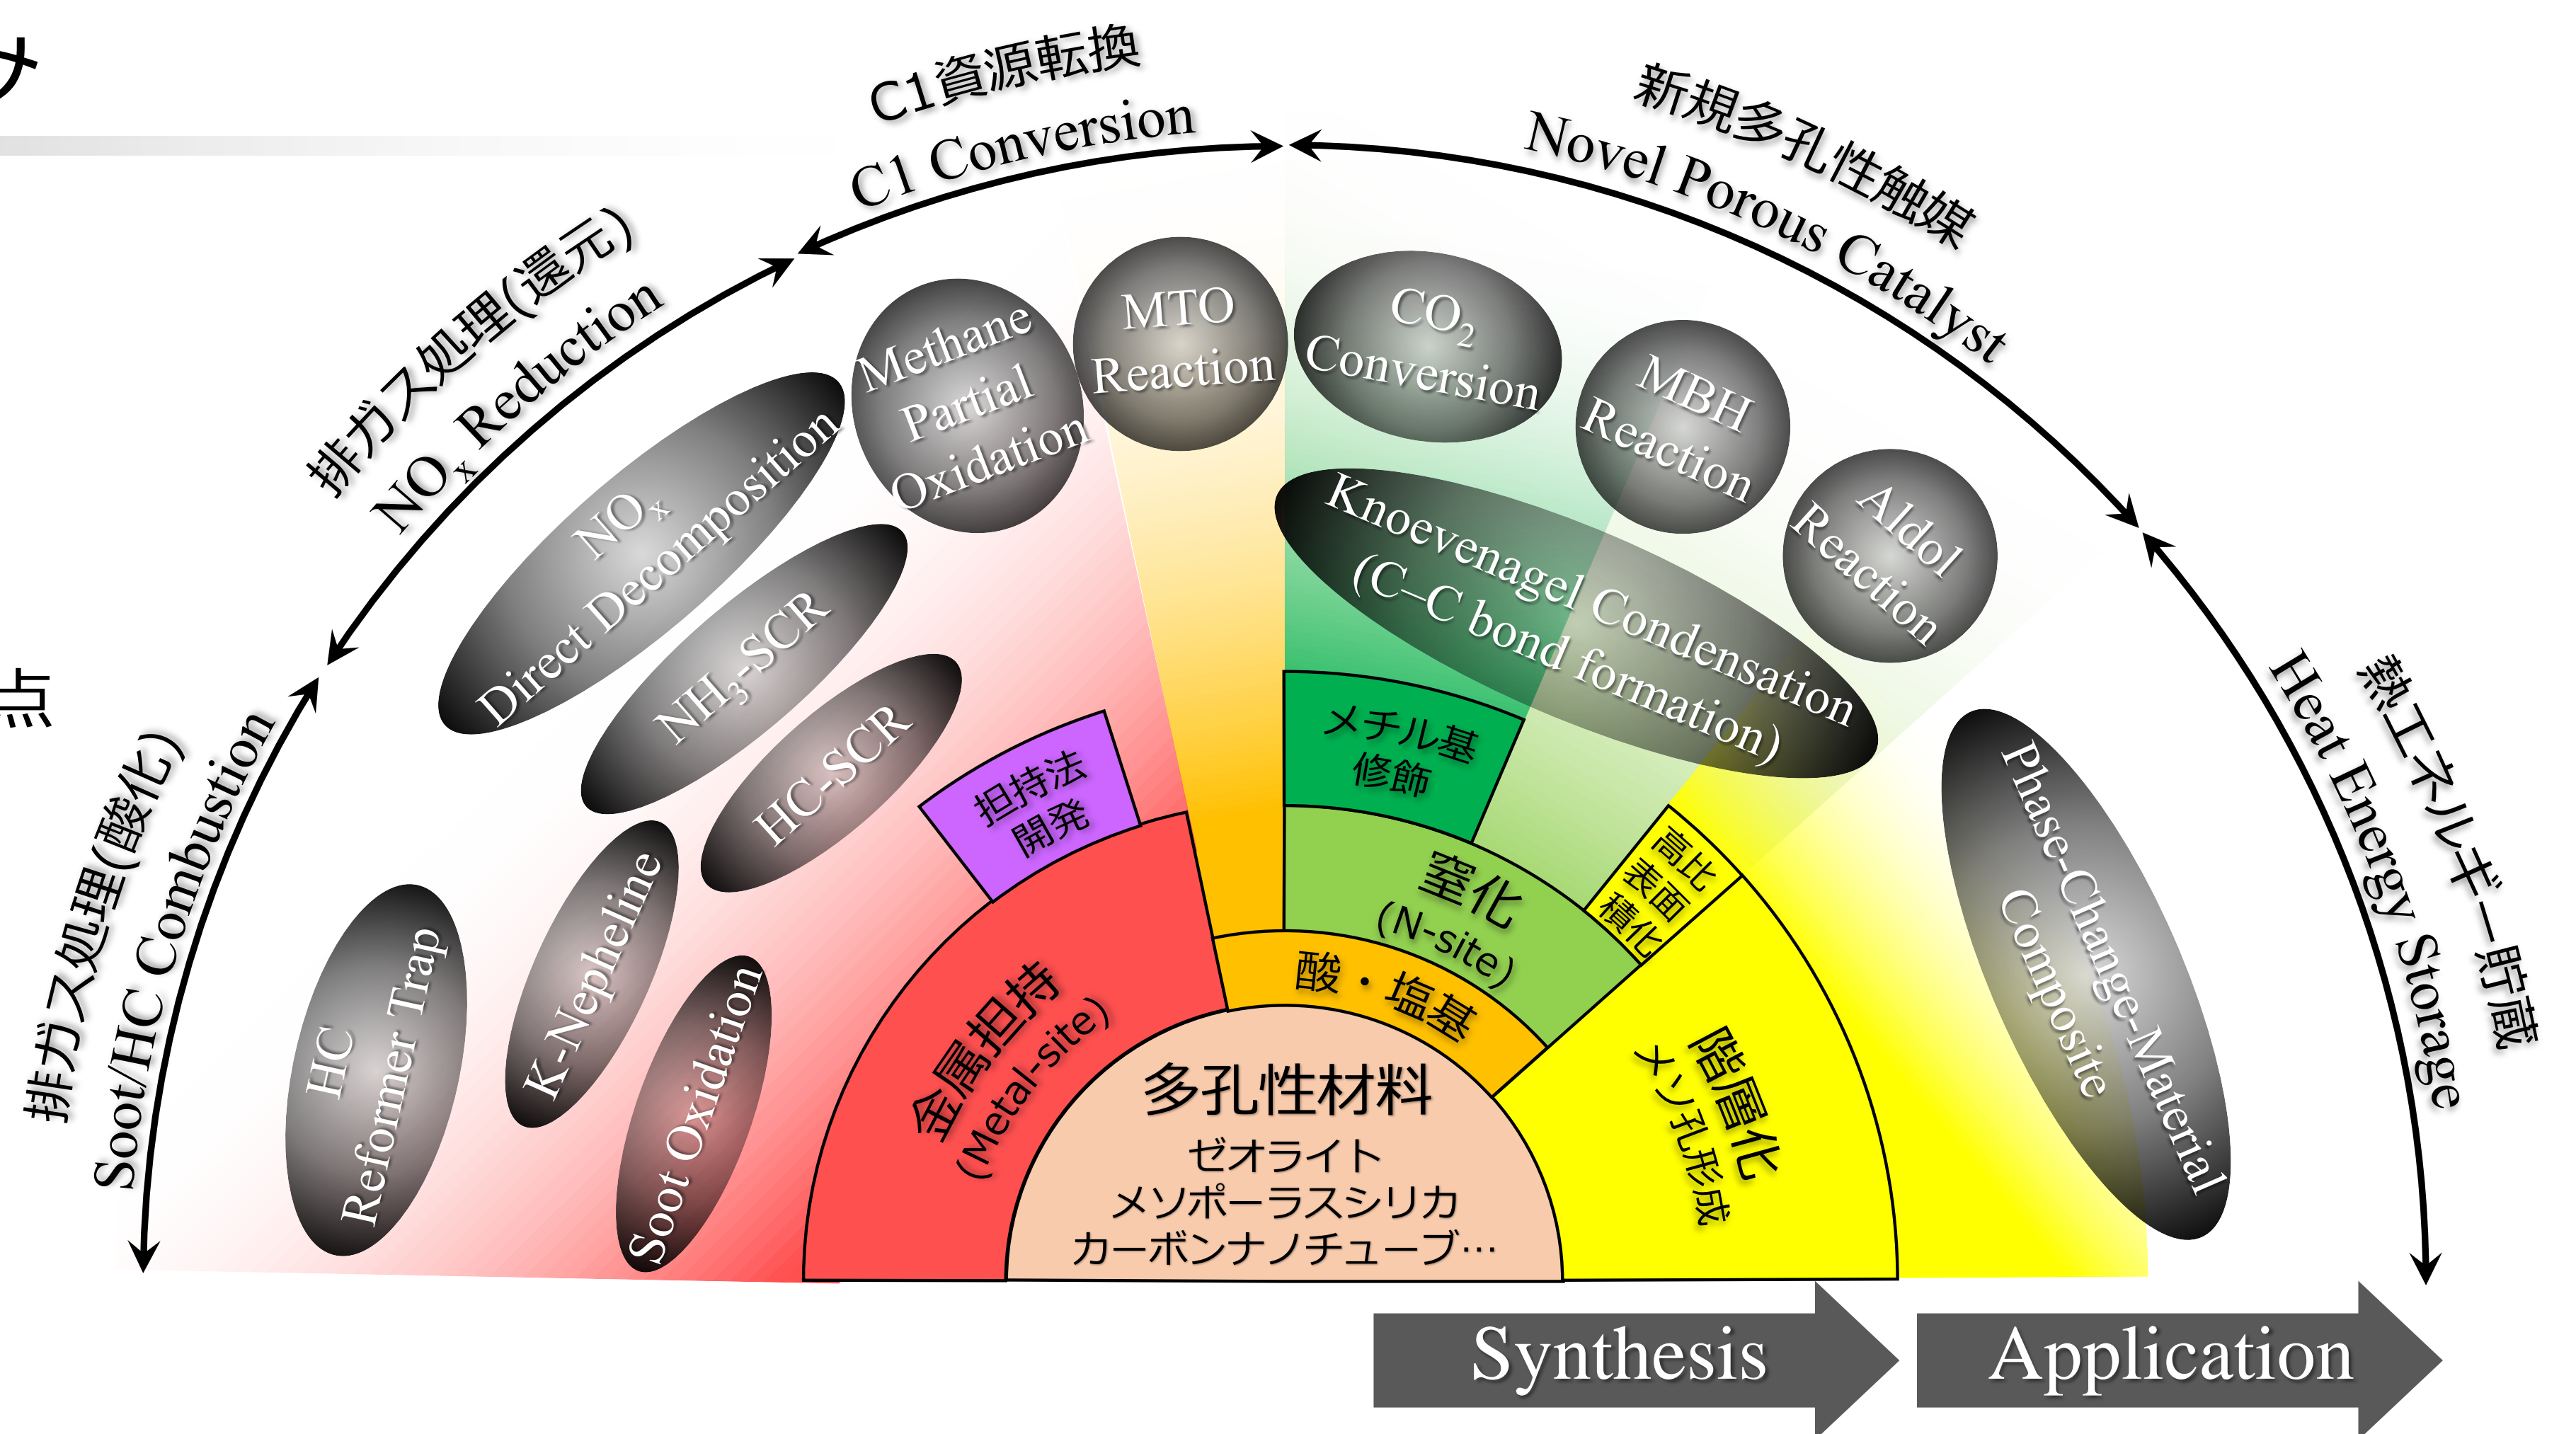 み
点
C1資源転換
C1 Conversion
新規多孔性触媒
Novel Porous Catalyst
排ガス処理(還元)
NOx Reduction
排ガス処理(酸化)
Soot/HC Combustion
熱エネルギー貯蔵
Heat Energy Storage
Methane
Partial
Oxidation
MTO
Reaction
CO2
Conversion
MBH
Reaction
Aldol
Reaction
Knoevenagel Condensation
(C–C bond formation)
NOx
Direct Decomposition
NH3-SCR
HC-SCR
K-Nepheline
HC
Reformer Trap
Soot Oxidation
Phase-Change-Material
Composite
担持法
開発
メチル基
修飾
高比
表面
積化
窒化
(N-site)
酸・塩基
金属担持
(Metal-site)
階層化
メソ孔形成
多孔性材料
ゼオライト
メソポーラスシリカ
カーボンナノチューブ…
Synthesis
Application